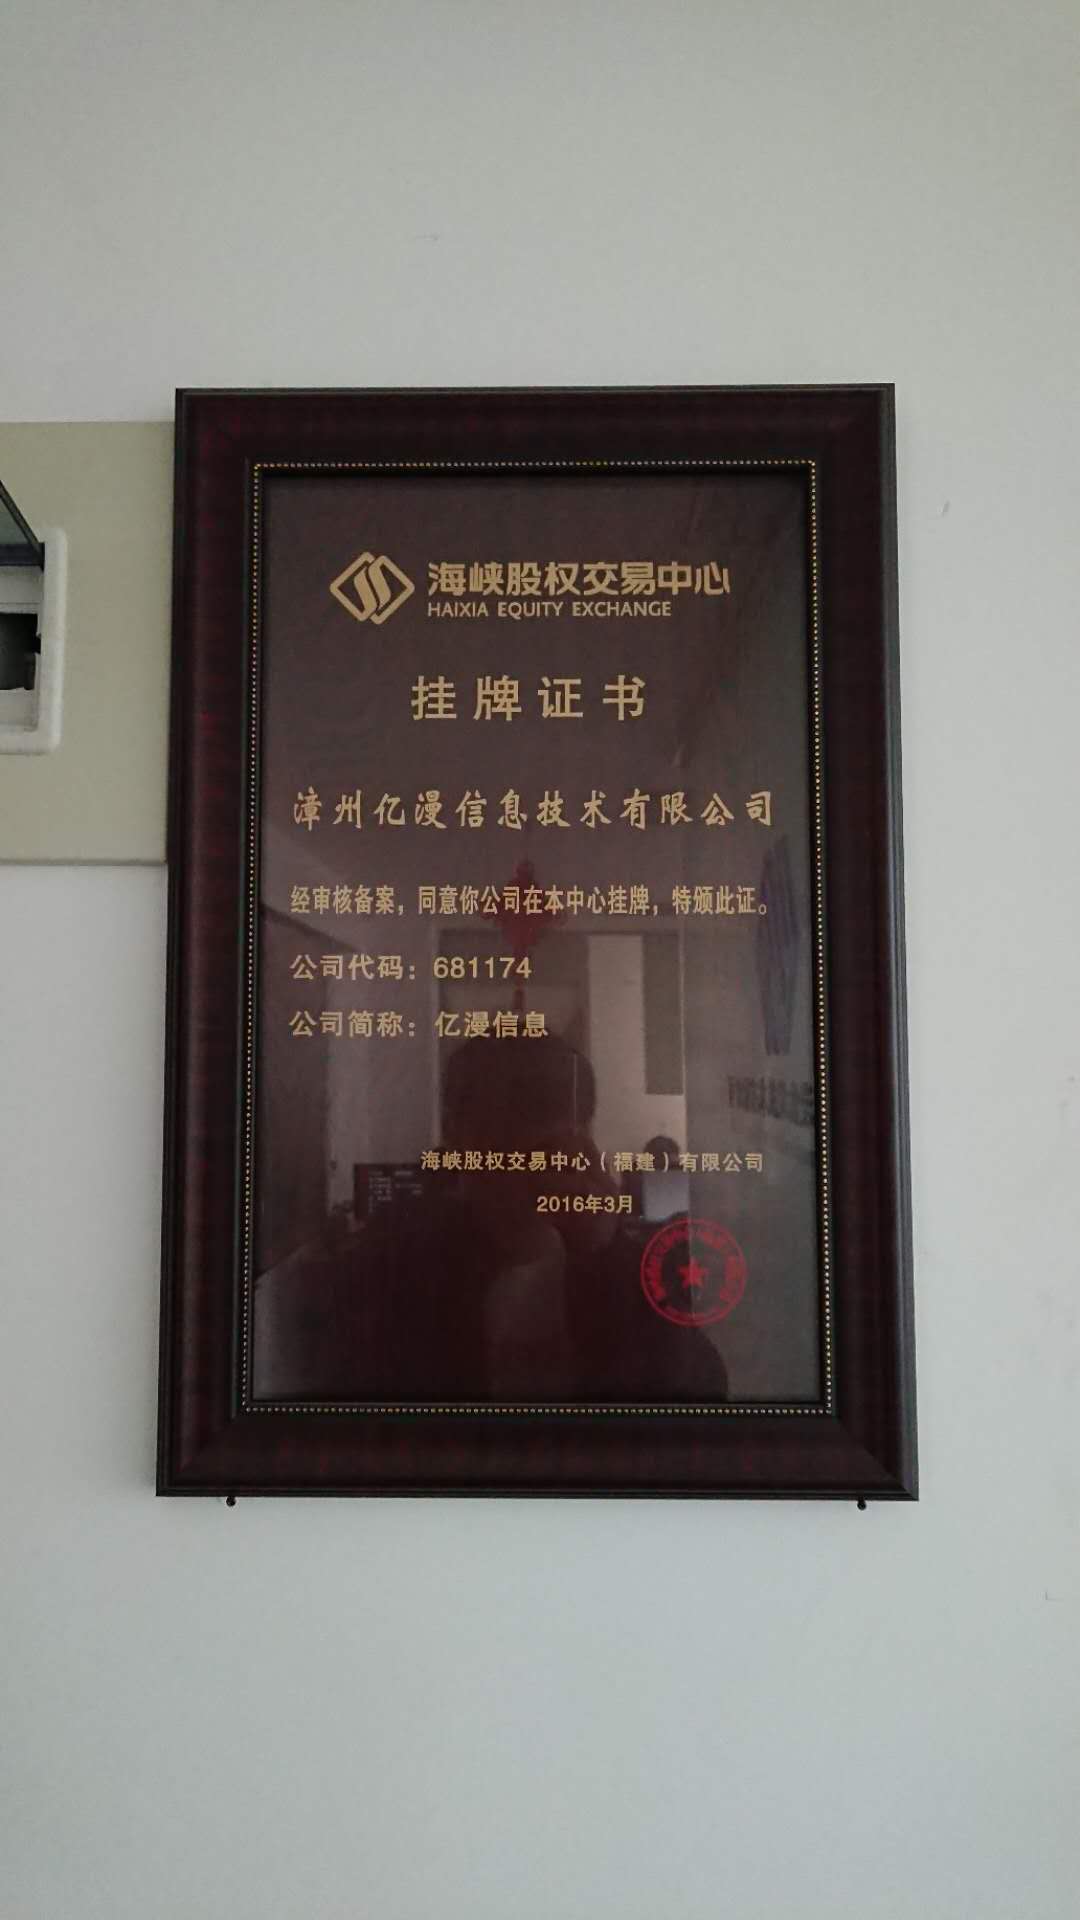 海峡股权交易中心
HAIXIA EQUITY EXCHANGE
挂牌证书
漳州亿漫信息技术有限公司
经审核备案，同意你公司在本中心挂牌，特颁此证。
公司代码：681174
公司简称：亿漫信息
海峡股权交易中心（福建）有限公司
2016年3月